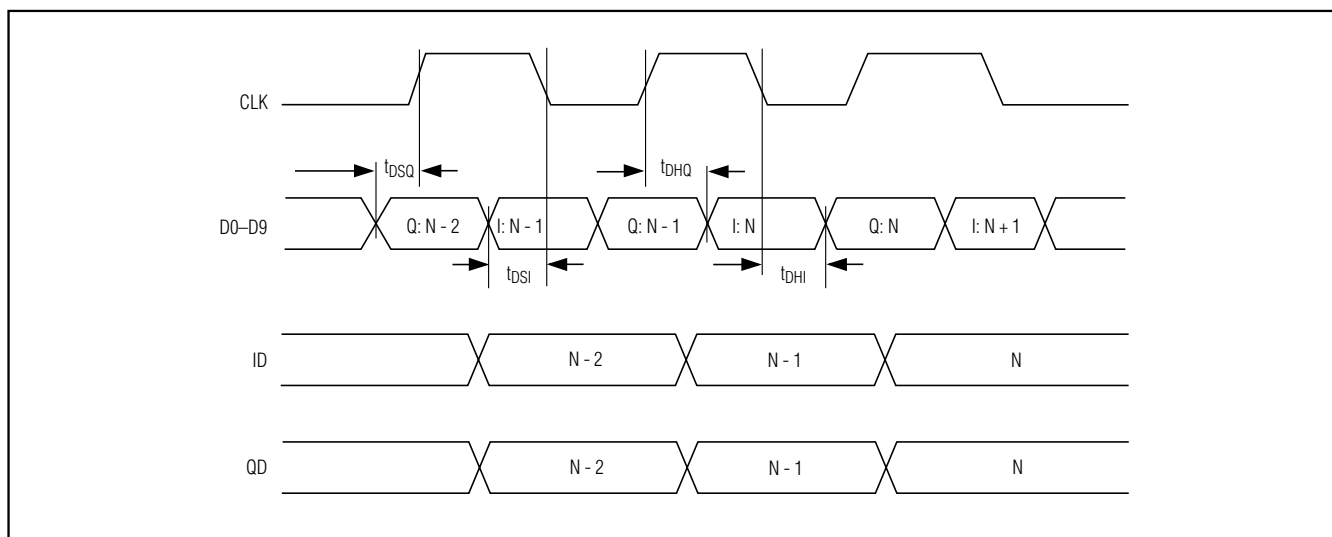 CLK
tDSQ
tDHQ
D0–D9
Q: N - 2
I: N - 1
Q: N - 1
I: N
Q: N
I: N + 1
tDSI
tDHI
ID
N - 2
N - 1
N
QD
N - 2
N - 1
N